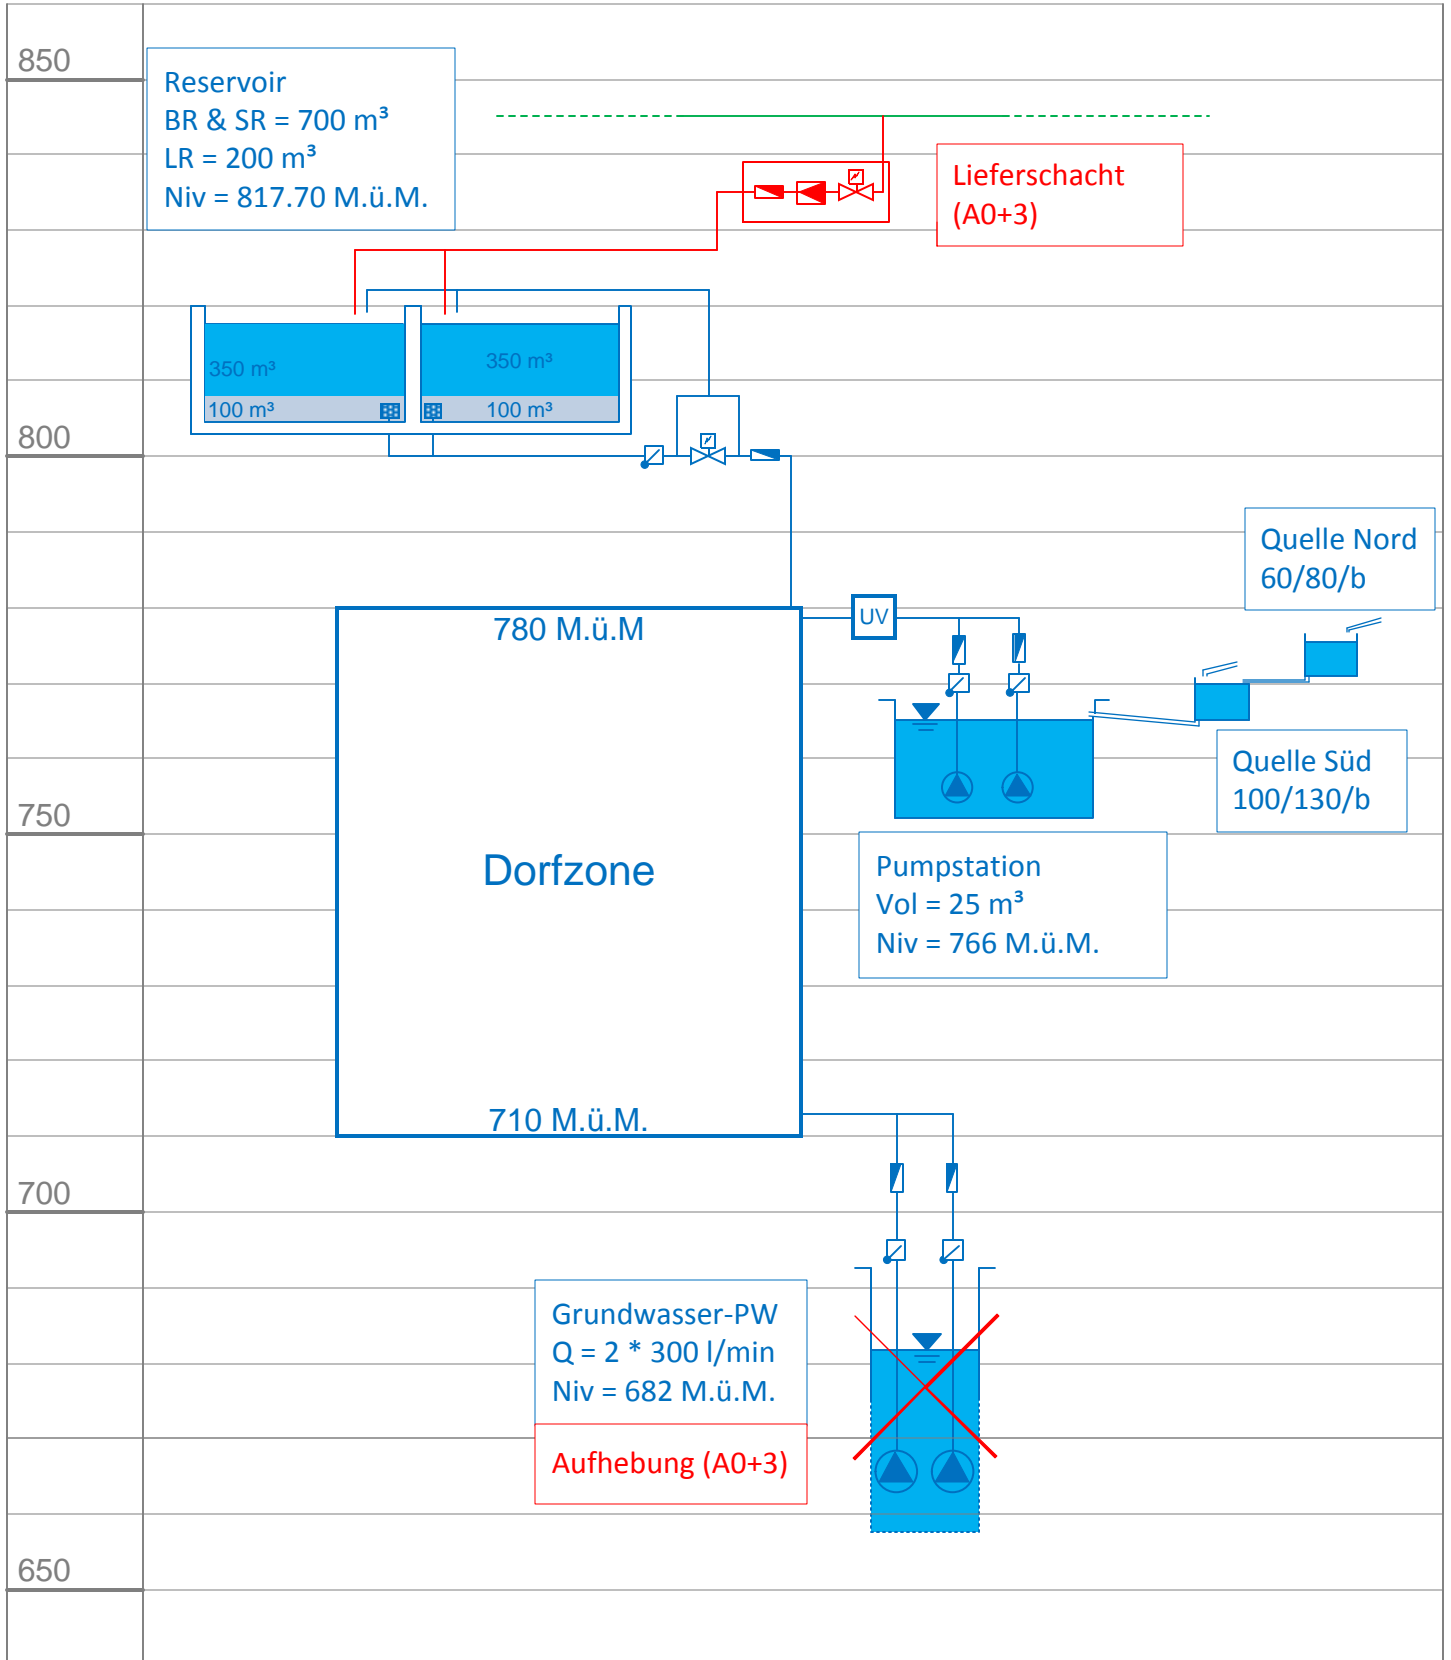 850
Reservoir
BR & SR = 700 m³
LR = 200 m³
Niv = 817.70 M.ü.M.
Lieferschacht
(A0+3)
350 m³
350 m³
100 m³
100 m³
800
Quelle Nord
60/80/b
780 M.ü.M
UV
Quelle Süd
100/130/b
750
Dorfzone
Pumpstation
Vol = 25 m³
Niv = 766 M.ü.M.
710 M.ü.M.
700
Grundwasser-PW
Q = 2 * 300 l/min
Niv = 682 M.ü.M.
Aufhebung (A0+3)
650